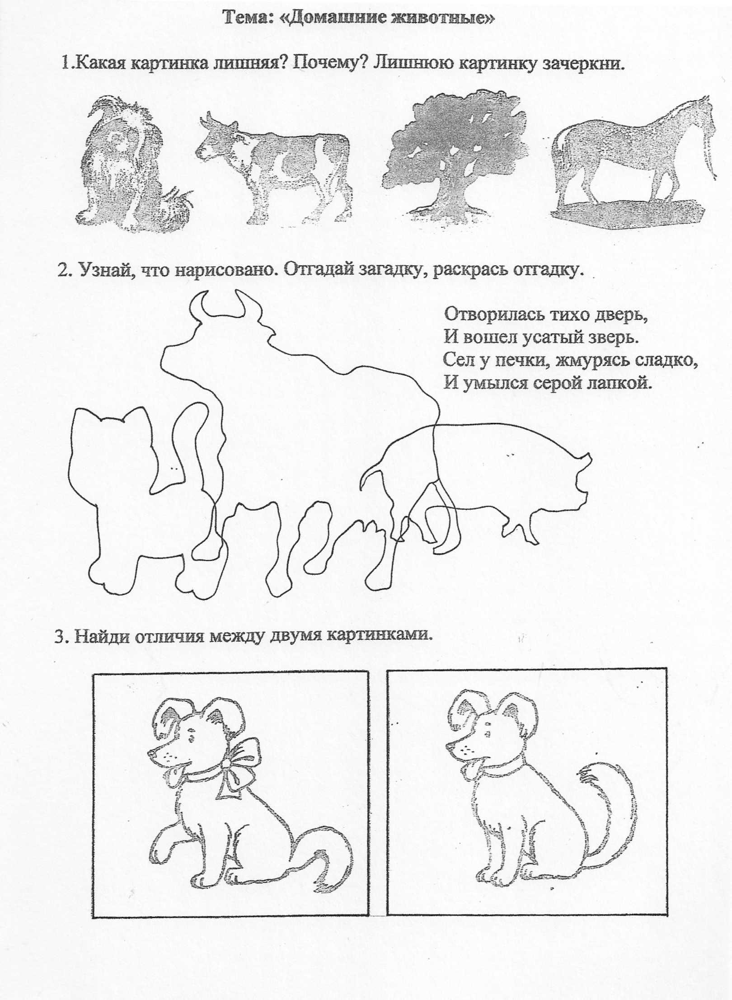 Тема: «Домашние животные»
1.Какая картинка лишняя? Почему? Лишнюю картинку зачеркни.
2. Узнай, что нарисовано. Отгадай загадку, раскрась отгадку.
Отворилась тихо дверь,
И вошел усатый зверь.
Сел у печки, жмурясь сладко,
И умылся серой лапкой.
3. Найди отличия между двумя картинками.